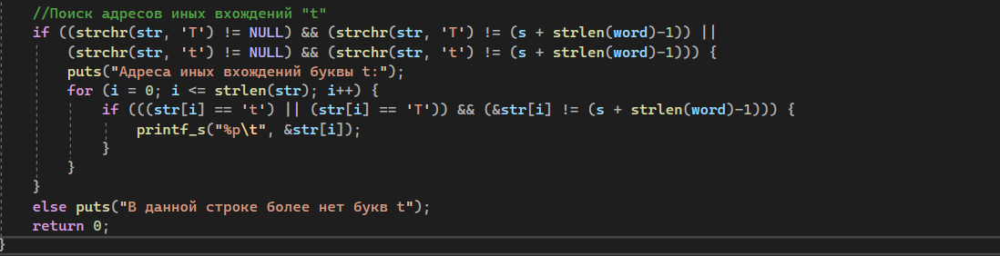 //Поиск адресов иных вхождений "t"
if ((strchr(str, 'T') != NULL) && (strchr(str, 'T') != (s + strlen(word)-1)) ||
(strchr(str, 't') != NULL) && (strchr(str, 't') != (s + strlen(word)-1))) {
puts("Адреса иных вхождений буквы t:");
for (i = 0; i <= strlen(str); i++) {
if (((str[i] == 't') || (str[i] == 'T')) && (&str[i] != (s + strlen(word)-1))) {
printf_s("%p\t", &str[i]);
}
}
}
else puts("В данной строке более нет букв t");
return 0;
}